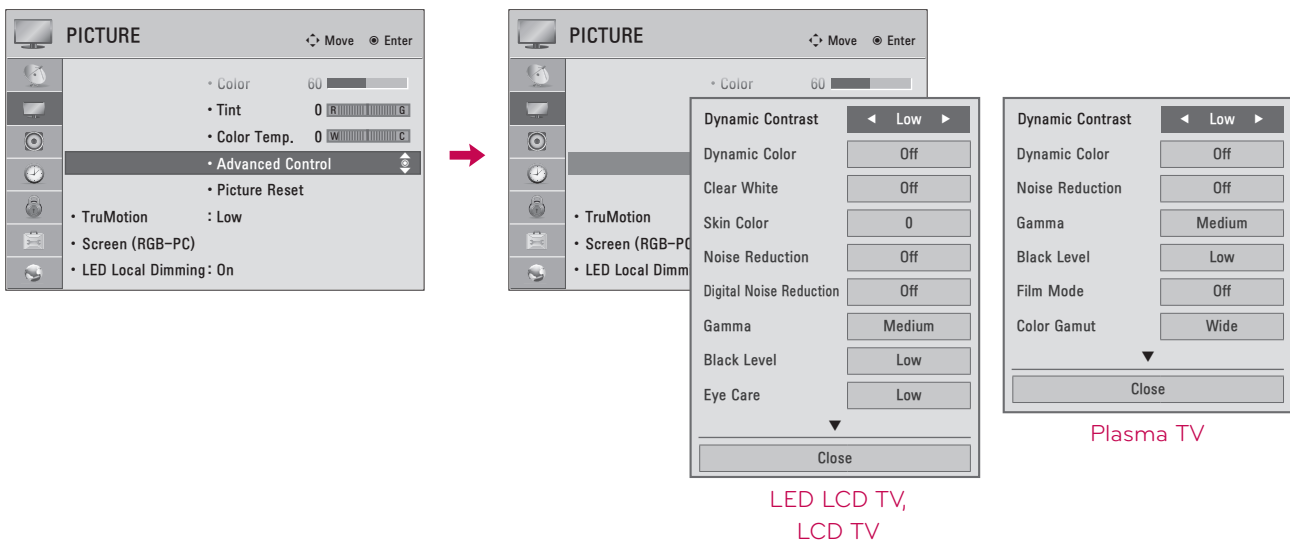 PICTURE
Move Enter
• Color 60
• Tint 0 R G
• Color Temp. 0 W C
• Advanced Control
• Picture Reset
• TruMotion : Low
• Screen (RGB-PC)
• LED Local Dimming : On
PICTURE
Move Enter
• Color 60
• TruMotion
• Screen (RGB-PC
• LED Local Dimm
Dynamic Contrast ◄ Low ►
Dynamic Color Off
Clear White Off
Skin Color 0
Noise Reduction Off
Digital Noise Reduction Off
Gamma Medium
Black Level Low
Eye Care Low
▼
Close
LED LCD TV,
LCD TV
Dynamic Contrast ◄ Low ►
Dynamic Color Off
Noise Reduction Off
Gamma Medium
Black Level Low
Film Mode Off
Color Gamut Wide
▼
Close
Plasma TV